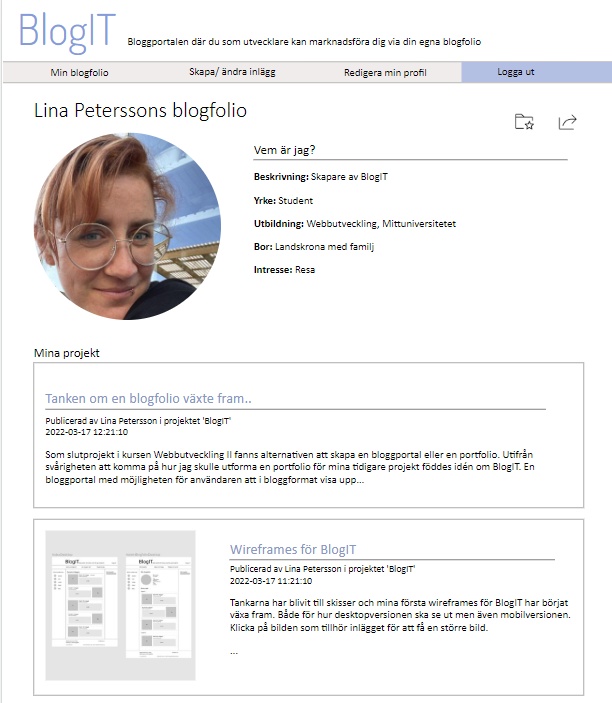 BlogIT
Bloggportalen där du som utvecklare kan marknadsföra dig via din egna blogfolio
Min blogfolio
Skapa/ ändra inlägg
Redigera min profil
Logga ut
Lina Peterssons blogfolio
Vem är jag?
Beskrivning: Skapare av BlogIT
Yrke: Student
Utbildning: Webbutveckling, Mittuniversitetet
Bor: Landskrona med familj
Intresse: Resa
Mina projekt
Tanken om en blogfolio växte fram..
Publicerad av Lina Petersson i projektet 'BlogIT'
2022-03-17 12:21:10
Som slutprojekt i kursen Webbutveckling II fanns alternativen att skapa en bloggportal eller en portfolio. Utifrån
svårigheten att komma på hur jag skulle utforma en portfolio för mina tidigare projekt föddes idén om BlogIT. En
bloggportal med möjligheten för användaren att i bloggformat visa upp...
BlogIT
BlogIT
Wireframes för BlogIT
Publicerad av Lina Petersson i projektet 'BlogIT'
2022-03-17 11:21:10
Tankarna har blivit till skisser och mina första wireframes för BlogIT har börjat
växa fram. Både för hur desktopversionen ska se ut men även mobilversionen.
Klicka på bilden som tillhör inlägget för att få en större bild.
...